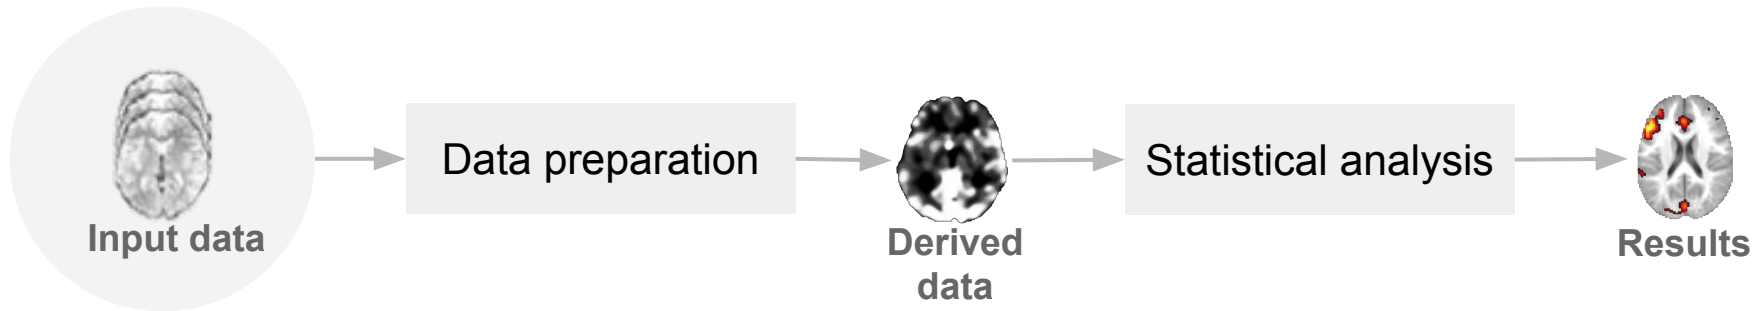 Input data
Data preparation
Derived
data
Statistical analysis
Results